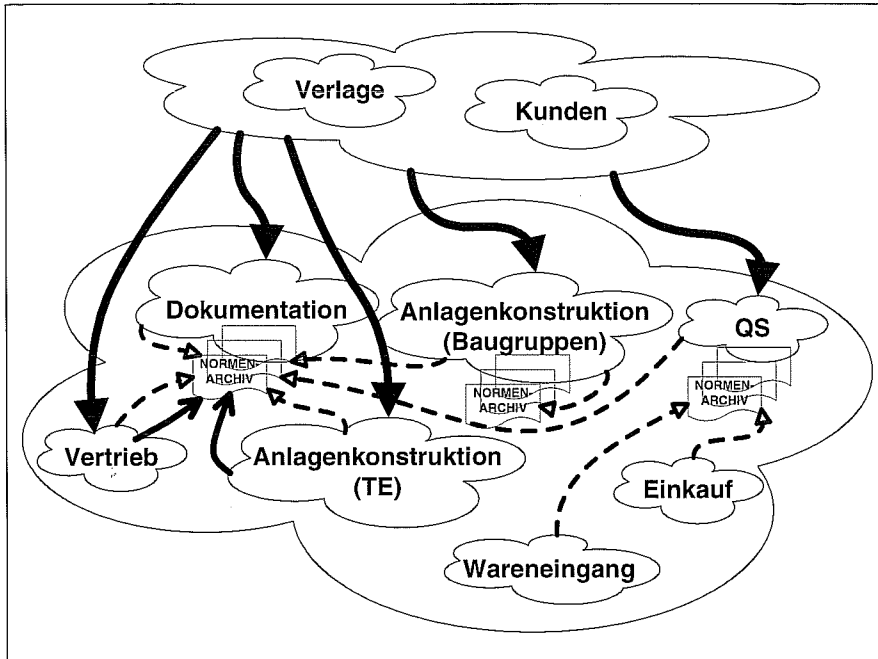 Verlage
Kunden
Dokumentation
Anlagenkonstruktion
(Baugruppen)
QS
NORMEN-
ARCHIV
NORMEN-
ARCHIV
NORMEN-
ARCHIV
Vertrieb
Anlagenkonstruktion
(TE)
Einkauf
Wareneingang